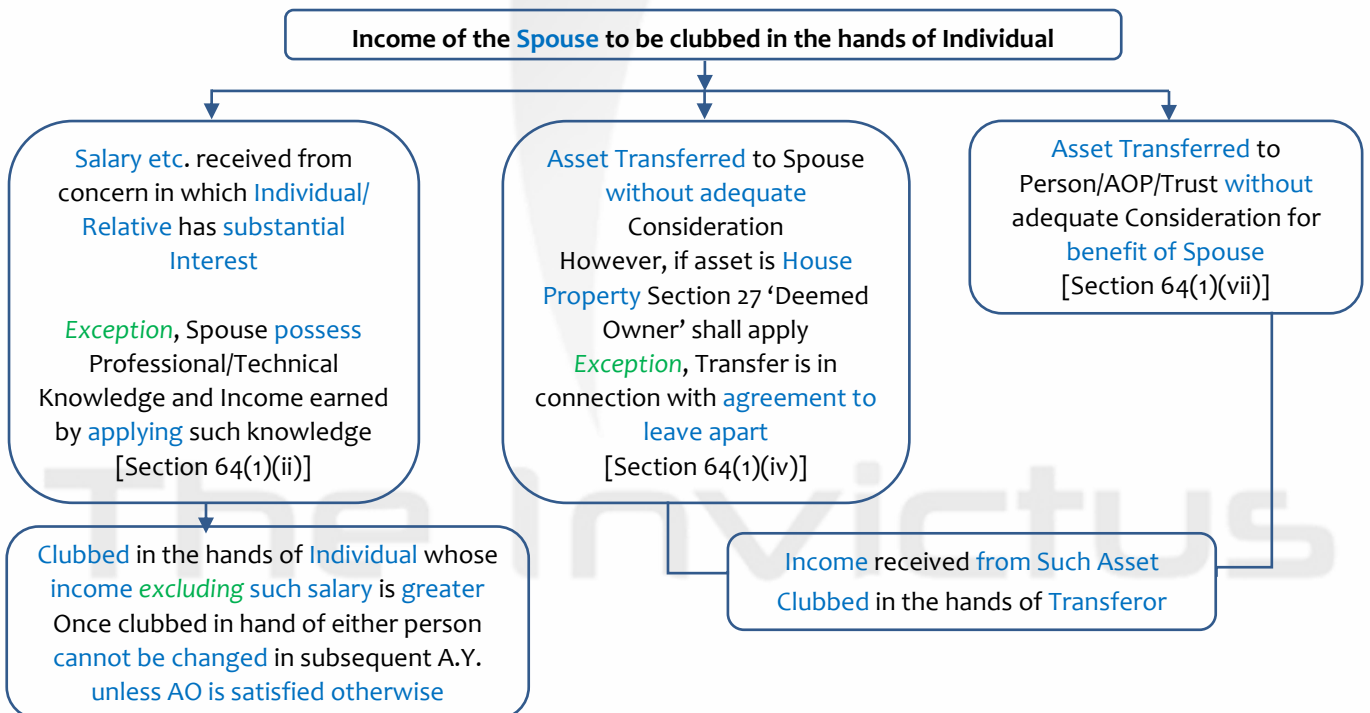 Income of the Spouse to be clubbed in the hands of Individual
Salary etc. received from
concern in which Individual/
Relative has substantial
Interest
Exception, Spouse possess
Professional/Technical
Knowledge and Income earned
by applying such knowledge
[Section 64(1)(ii)]
Asset Transferred to Spouse
without adequate
Consideration
However, if asset is House
Property Section 27 ‘Deemed
Owner’ shall apply
Exception, Transfer is in
connection with agreement to
leave apart
[Section 64(1)(iv)]
Asset Transferred to
Person/AOP/Trust without
adequate Consideration for
benefit of Spouse
[Section 64(1)(vii)]
The Invictus
Clubbed in the hands of Individual whose
income excluding such salary is greater
Once clubbed in hand of either person
cannot be changed in subsequent A.Y.
unless AO is satisfied otherwise
Income received from Such Asset
Clubbed in the hands of Transferor